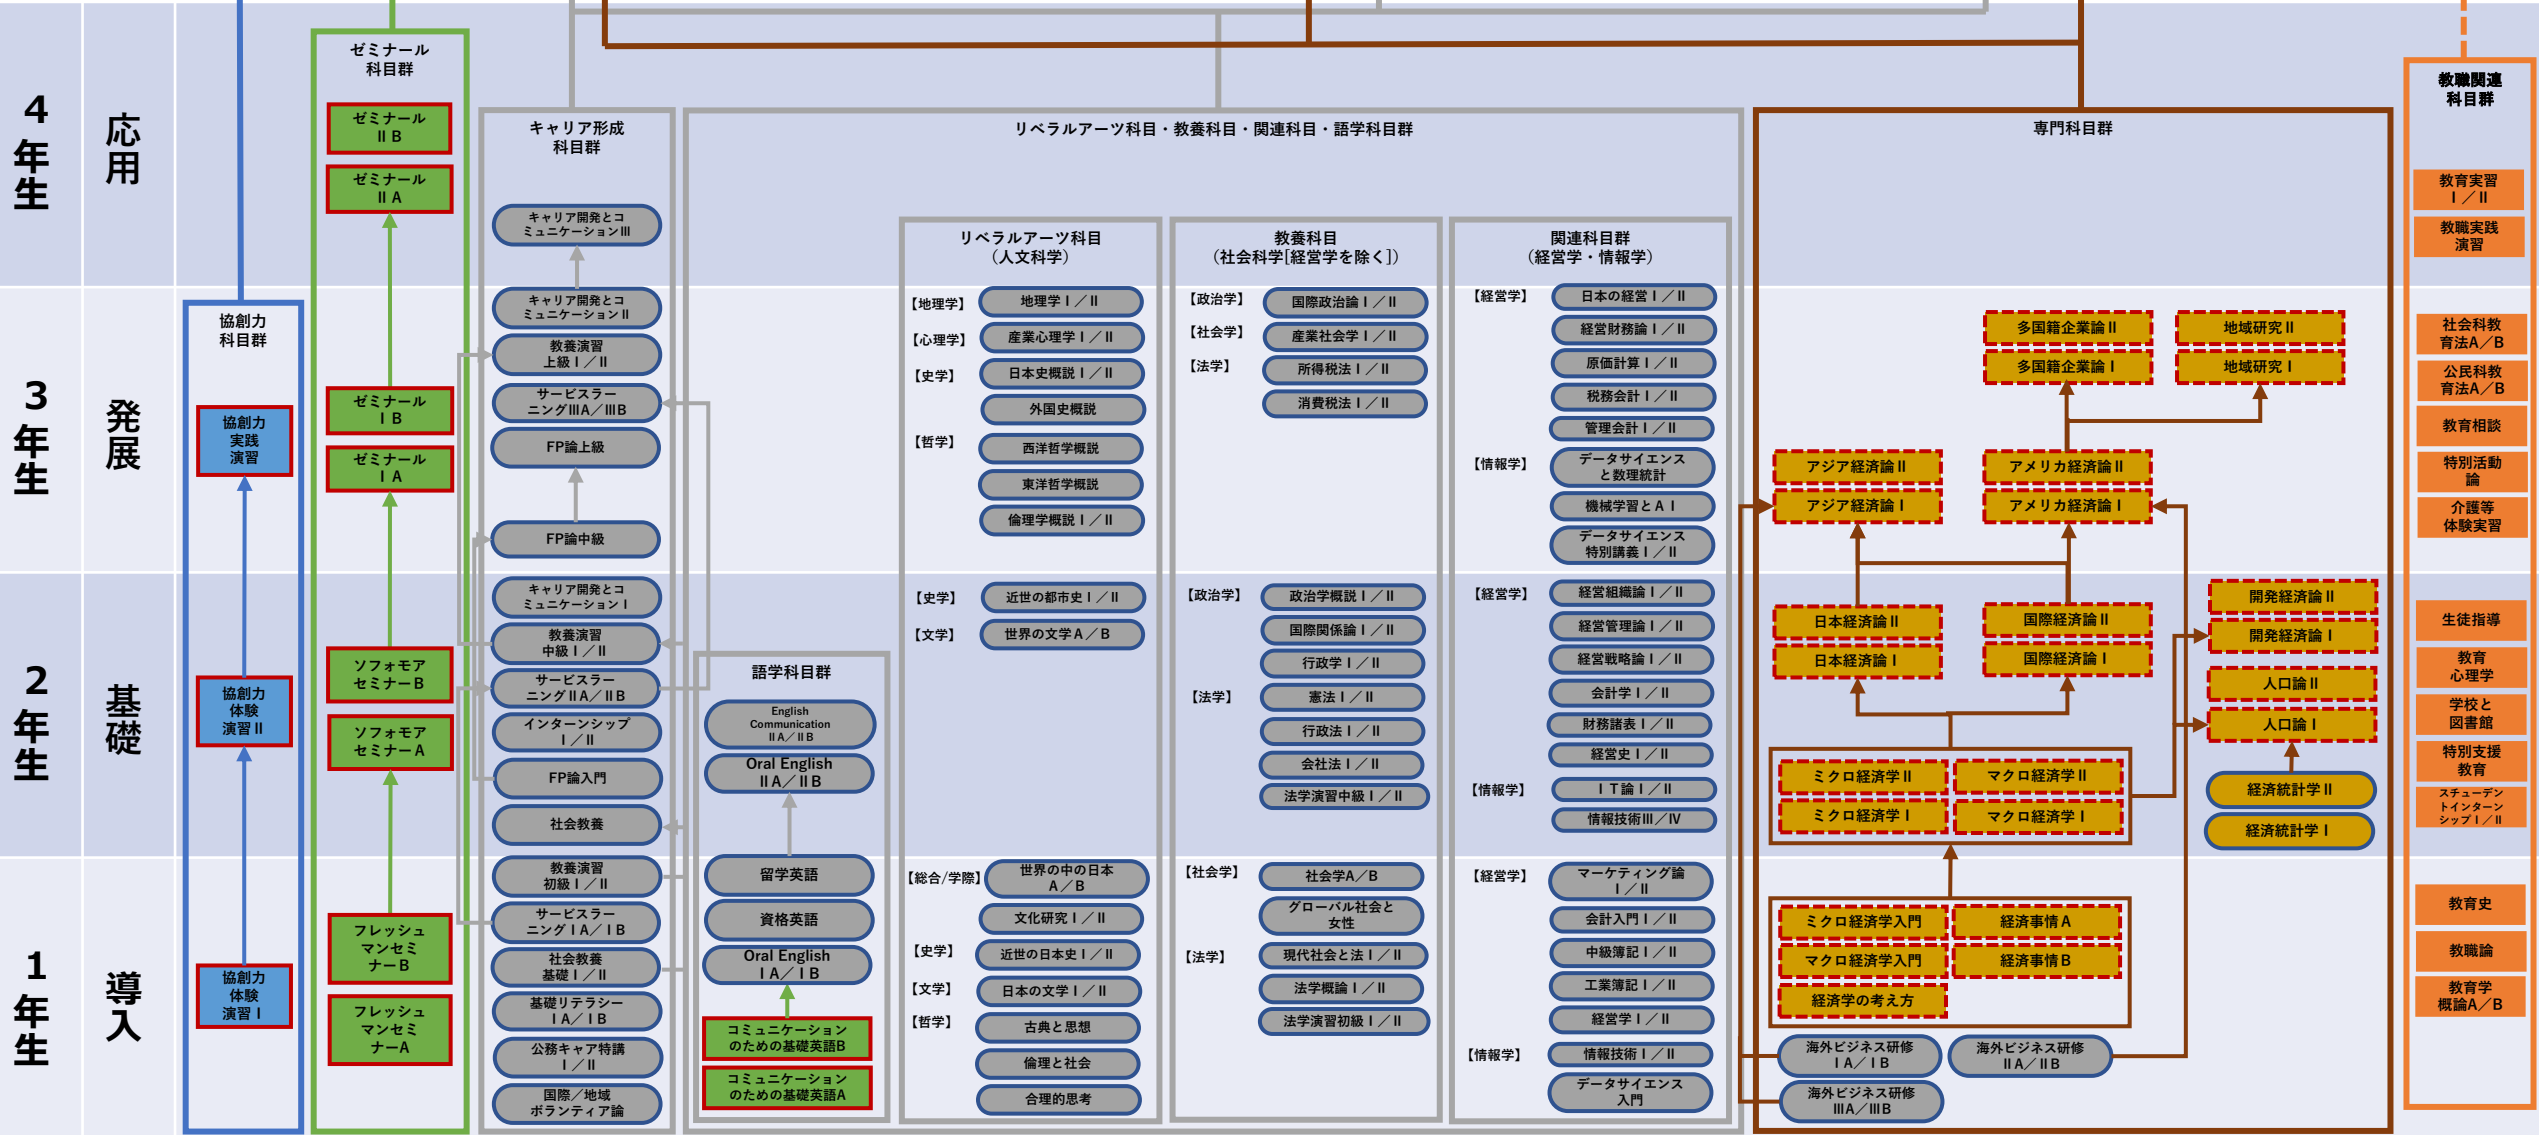 4
年
生
応
用
3
年
生
発
展
2
年
生
基
礎
1
年
生
導
入
協創力
科目群
協創力
実践
演習
協創力
体験
演習Ⅱ
協創力
体験
演習Ⅰ
ゼミナール
科目群
ゼミナール
ⅡB
ゼミナール
ⅡA
ゼミナール
ⅠB
ゼミナール
ⅠA
ソフォモア
セミナーB
ソフォモア
セミナーA
フレッシュ
マンセミ
ナーB
フレッシュ
マンセミ
ナーA
キャリア形成
科目群
キャリア開発とコ
ミュニケーションⅢ
キャリア開発とコ
ミュニケーションⅡ
教養演習
上級Ⅰ／Ⅱ
サービスラー
ニングⅢA／ⅢB
FP論上級
FP論中級
キャリア開発とコ
ミュニケーションⅠ
教養演習
中級Ⅰ／Ⅱ
サービスラー
ニングⅡA／ⅡB
インターンシップ
Ⅰ／Ⅱ
FP論入門
社会教養
教養演習
初級Ⅰ／Ⅱ
サービスラー
ニングⅠA／ⅠB
社会教養
基礎Ⅰ／Ⅱ
基礎リテラシー
ⅠA／ⅠB
公務キャア特講
Ⅰ／Ⅱ
国際／地域
ボランティア論
リベラルアーツ科目・教養科目・関連科目・語学科目群
語学科目群
English
Communication
ⅡA／ⅡB
Oral English
ⅡA／ⅡB
留学英語
資格英語
Oral English
ⅠA／ⅠB
コミュニケーション
のための基礎英語B
コミュニケーション
のための基礎英語A
リベラルアーツ科目
（人文科学）
【地理学】 地理学Ⅰ／Ⅱ
【心理学】 産業心理学Ⅰ／Ⅱ
【史学】 日本史概説Ⅰ／Ⅱ
外国史概説
【哲学】 西洋哲学概説
東洋哲学概説
倫理学概説Ⅰ／Ⅱ
【史学】 近世の都市史Ⅰ／Ⅱ
【文学】 世界の文学A／B
【総合/学際】 世界の中の日本
A／B
文化研究Ⅰ／Ⅱ
【史学】 近世の日本史Ⅰ／Ⅱ
【文学】 日本の文学Ⅰ／Ⅱ
【哲学】 古典と思想
倫理と社会
合理的思考
教養科目
（社会科学[経営学を除く]）
【政治学】 国際政治論Ⅰ／Ⅱ
【社会学】 産業社会学Ⅰ／Ⅱ
【法学】 所得税法Ⅰ／Ⅱ
消費税法Ⅰ／Ⅱ
【政治学】 政治学概説Ⅰ／Ⅱ
国際関係論Ⅰ／Ⅱ
行政学Ⅰ／Ⅱ
【法学】 憲法Ⅰ／Ⅱ
行政法Ⅰ／Ⅱ
会社法Ⅰ／Ⅱ
法学演習中級Ⅰ／Ⅱ
【社会学】 社会学A／B
グローバル社会と
女性
【法学】 現代社会と法Ⅰ／Ⅱ
法学概論Ⅰ／Ⅱ
法学演習初級Ⅰ／Ⅱ
関連科目群
（経営学・情報学）
【経営学】 日本の経営Ⅰ／Ⅱ
経営財務論Ⅰ／Ⅱ
原価計算Ⅰ／Ⅱ
税務会計Ⅰ／Ⅱ
管理会計Ⅰ／Ⅱ
【情報学】 データサイエンス
と数理統計
機械学習とAI
データサイエンス
特別講義Ⅰ／Ⅱ
【経営学】 経営組織論Ⅰ／Ⅱ
経営管理論Ⅰ／Ⅱ
経営戦略論Ⅰ／Ⅱ
会計学Ⅰ／Ⅱ
財務諸表Ⅰ／Ⅱ
経営史Ⅰ／Ⅱ
【情報学】 IT論Ⅰ／Ⅱ
情報技術Ⅲ／Ⅳ
【経営学】 マーケティング論
Ⅰ／Ⅱ
会計入門Ⅰ／Ⅱ
中級簿記Ⅰ／Ⅱ
工業簿記Ⅰ／Ⅱ
経営学Ⅰ／Ⅱ
【情報学】 情報技術Ⅰ／Ⅱ
データサイエンス
入門
専門科目群
多国籍企業論Ⅱ
地域研究Ⅱ
多国籍企業論Ⅰ
地域研究Ⅰ
アジア経済論Ⅱ
アメリカ経済論Ⅱ
アジア経済論Ⅰ
アメリカ経済論Ⅰ
開発経済論Ⅱ
日本経済論Ⅱ
国際経済論Ⅱ
開発経済論Ⅰ
日本経済論Ⅰ
国際経済論Ⅰ
人口論Ⅱ
人口論Ⅰ
ミクロ経済学Ⅱ
マクロ経済学Ⅱ
経済統計学Ⅱ
ミクロ経済学Ⅰ
マクロ経済学Ⅰ
経済統計学Ⅰ
ミクロ経済学入門
経済事情A
マクロ経済学入門
経済事情B
経済学の考え方
海外ビジネス研修
ⅠA／ⅠB
海外ビジネス研修
ⅡA／ⅡB
海外ビジネス研修
ⅢA／ⅢB
教職関連
科目群
教育実習
Ⅰ／Ⅱ
教職実践
演習
社会科教
育法A／B
公民科教
育法A／B
教育相談
特別活動
論
介護等
体験実習
生徒指導
教育
心理学
学校と
図書館
特別支援
教育
スチューデン
トインターン
シップⅠ／Ⅱ
教育史
教職論
教育学
概論A／B